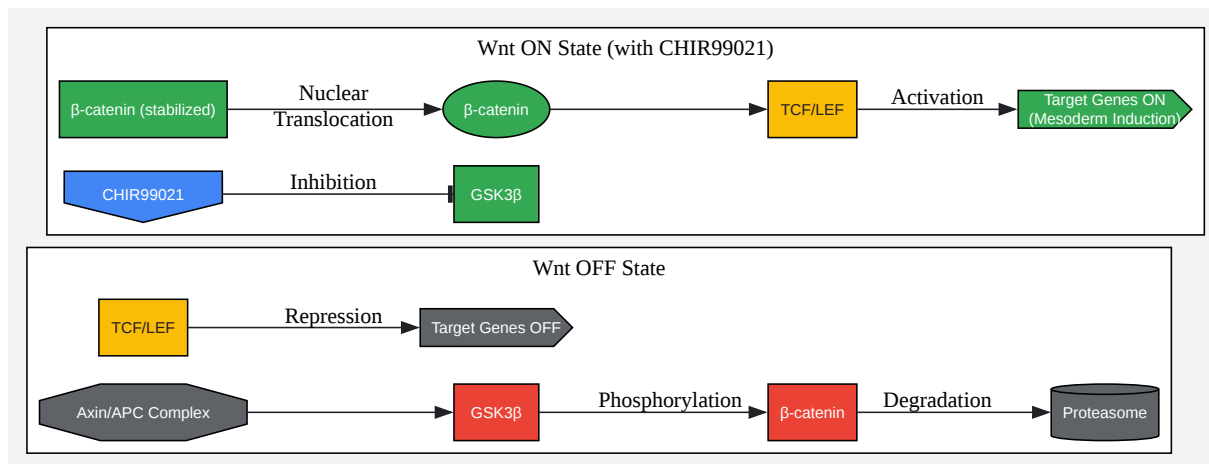 Wnt ON State (with CHIR99021)
β-catenin (stabilized)
Nuclear
Translocation
β-catenin
TCF/LEF
Activation
Target Genes ON
(Mesoderm Induction)
CHIR99021
Inhibition
GSK3β
Wnt OFF State
TCF/LEF
Repression
Target Genes OFF
Axin/APC Complex
GSK3β
Phosphorylation
β-catenin
Degradation
Proteasome